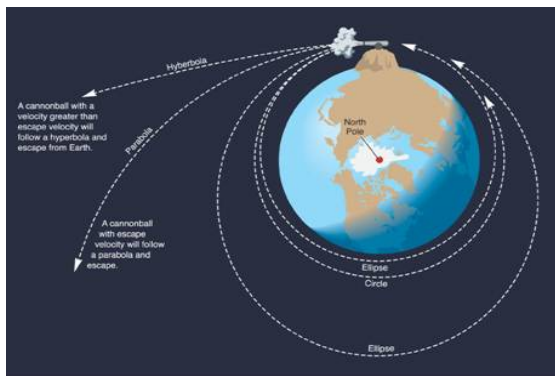 Hyberbola
A cannonball with a
velocity greater than
escape velocity will
follow a hyperbola and
escape from Earth.
Parabola
North
Pole
A cannonball
with escape
velocity will follow
a parabola and
escape.
Ellipse
Circle
Ellipse